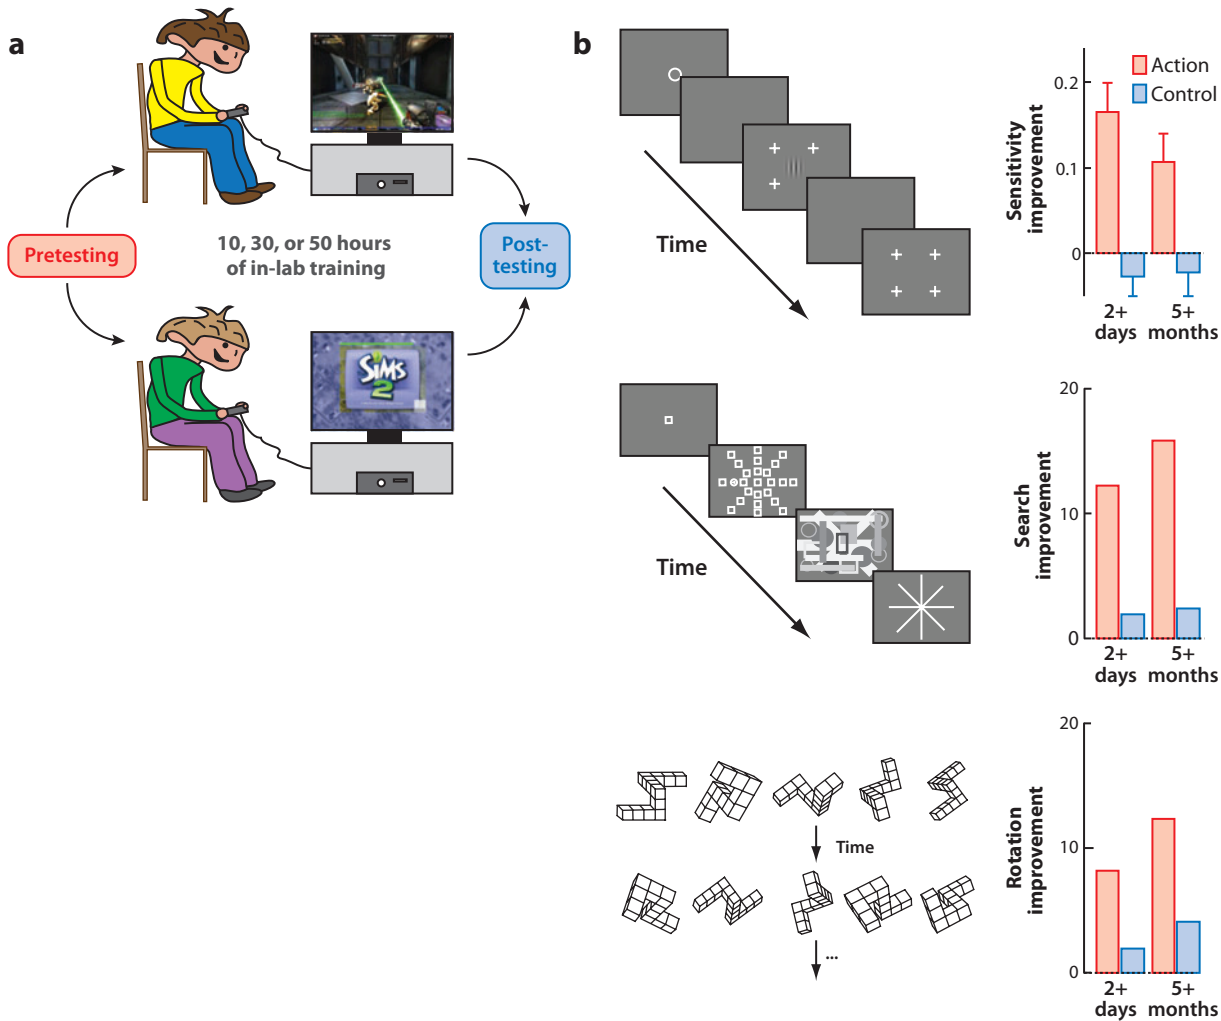 a
Pretesting
10, 30, or 50 hours
of in-lab training
Post-
testing
SiMS
2
b
Time
Sensitivity
improvement
0.2
0.1
0
Action
Control
2+
days
5+
months
Time
Search
improvement
20
10
0
2+
days
5+
months
Time
...
Rotation
improvement
20
10
0
2+
days
5+
months